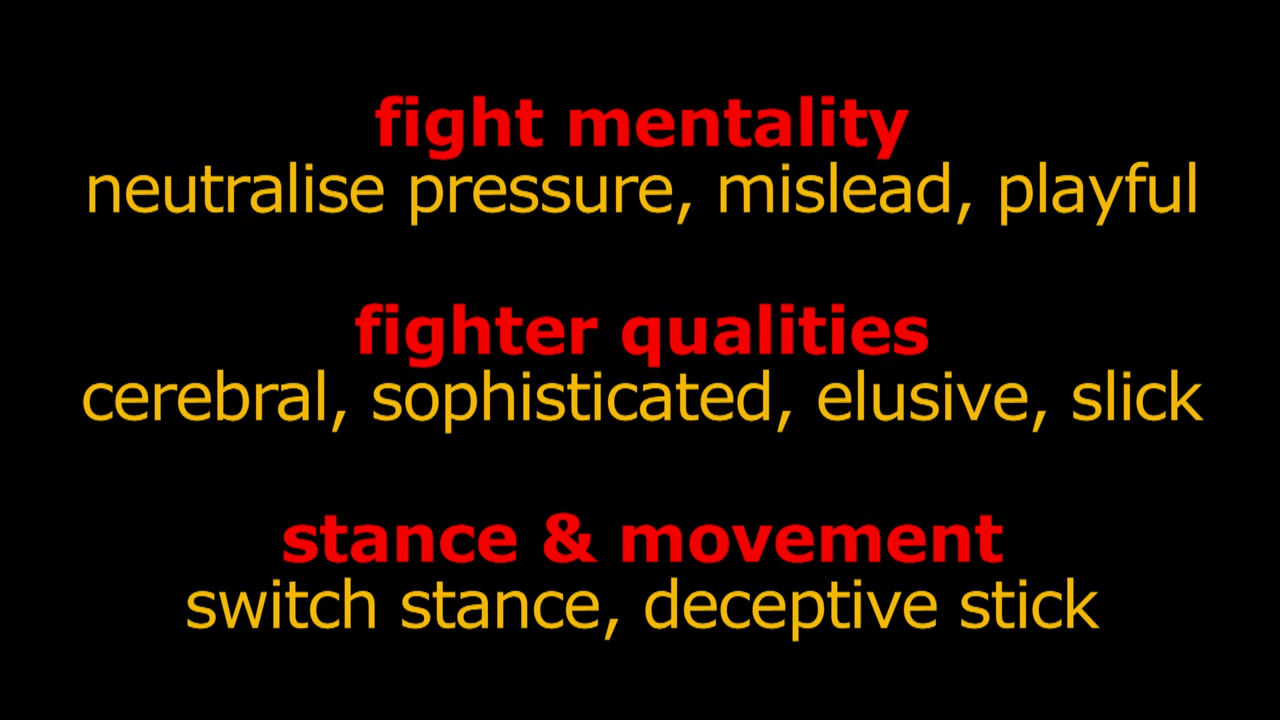 fight mentality
neutralise pressure, mislead, playful
fighter qualities
cerebral, sophisticated, elusive, slick
stance & movement
switch stance, deceptive stick